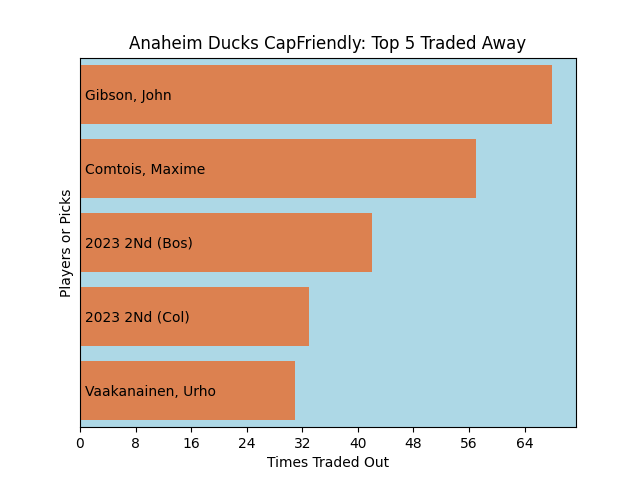 Anaheim Ducks CapFriendly: Top 5 Traded Away
Players or Picks
Gibson, John
Comtois, Maxime
2023 2Nd (Bos)
2023 2Nd (Col)
Vaakanainen, Urho
0 8 16 24 32 40 48 56 64
Times Traded Out